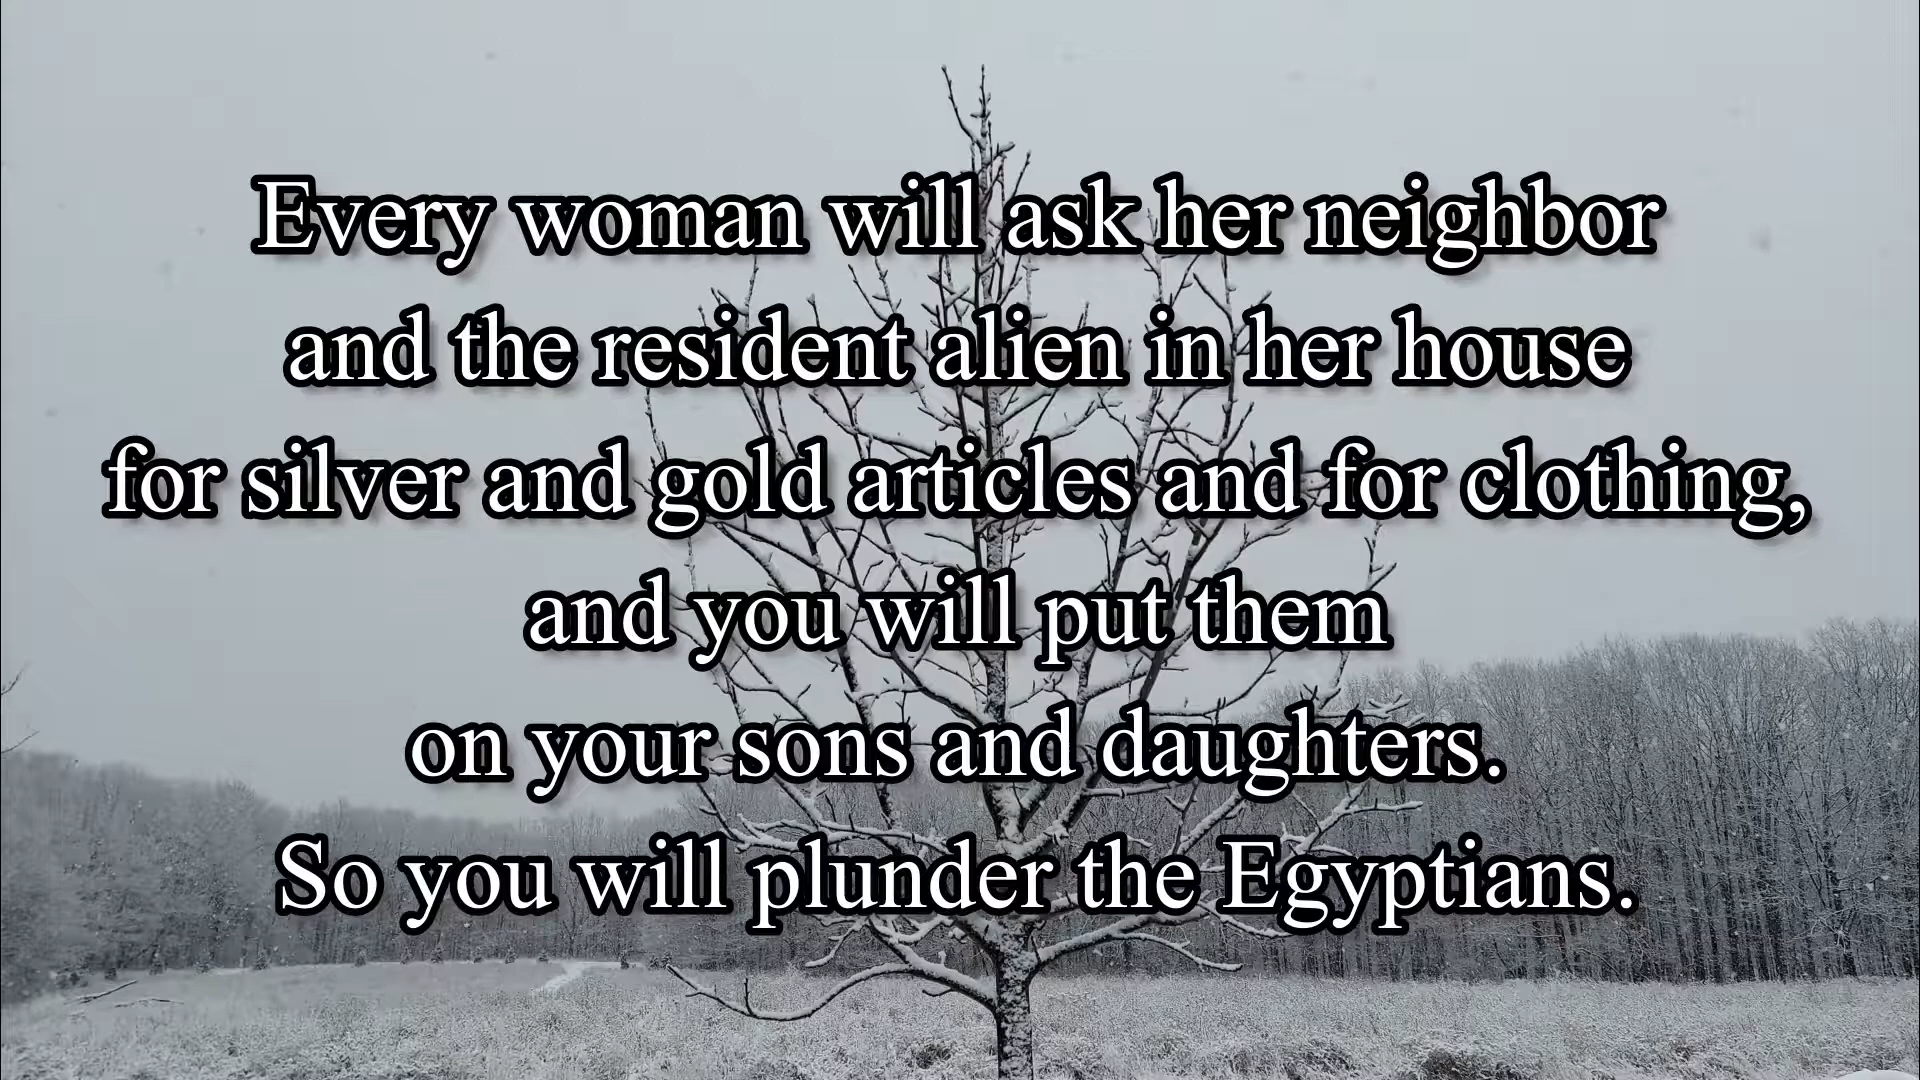 Every woman will ask her neighbor
and the resident alien in her house
for silver and gold articles and for clothing,
and you will put them
on your sons and daughters.
So you will plunder the Egyptians.